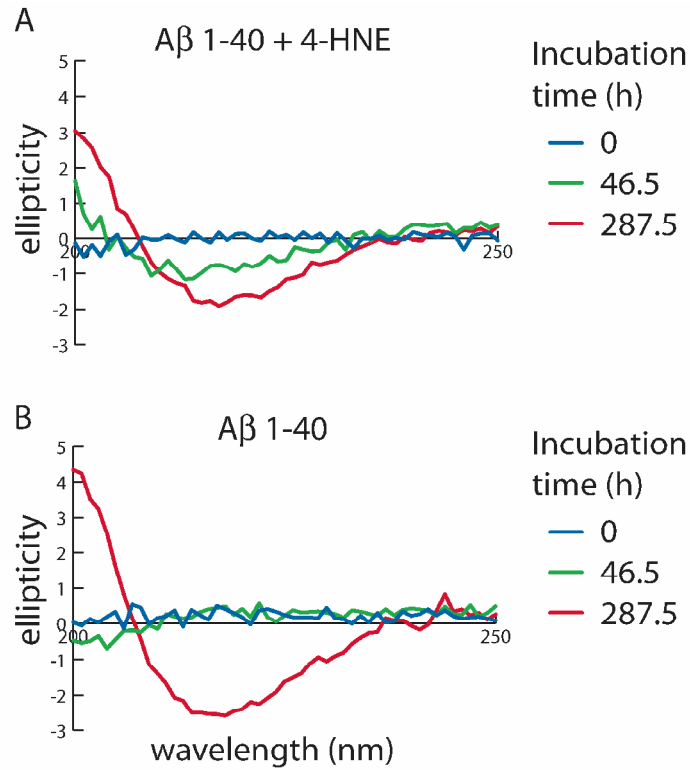 A
Aβ 1-40 + 4-HNE
5
4
3
2
1
0
-1
-2
-3
200
250
ellipticity
Incubation
time (h)
0
46.5
287.5
B
Aβ 1-40
5
4
3
2
1
0
-1
-2
-3
200
250
ellipticity
wavelength (nm)
Incubation
time (h)
0
46.5
287.5